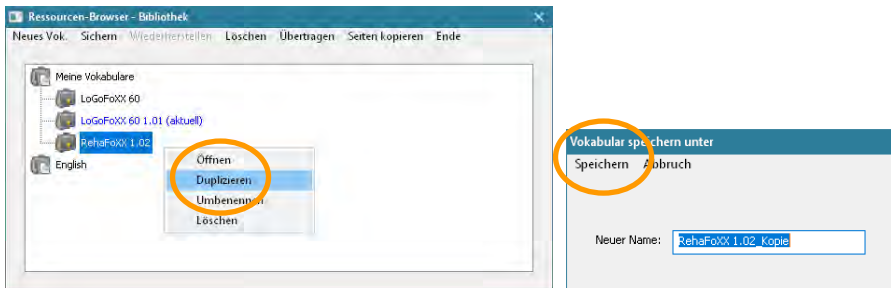 Ressourcen-Browser - Bibliothek
Neues Vok. Sichern Wiederherstellen Löschen Übertragen Seiten kopieren Ende
Meine Vokabulare
LoGoFoXX 60
LoGoFoXX 60 1.01 (aktuell)
RehaFoXX 1.02
English
Öffnen
Duplizieren
Umbenennen
Löschen
Vokabular speichern unter
Speichern Abbruch
Neuer Name: RehaFoXX 1.02_Kopie